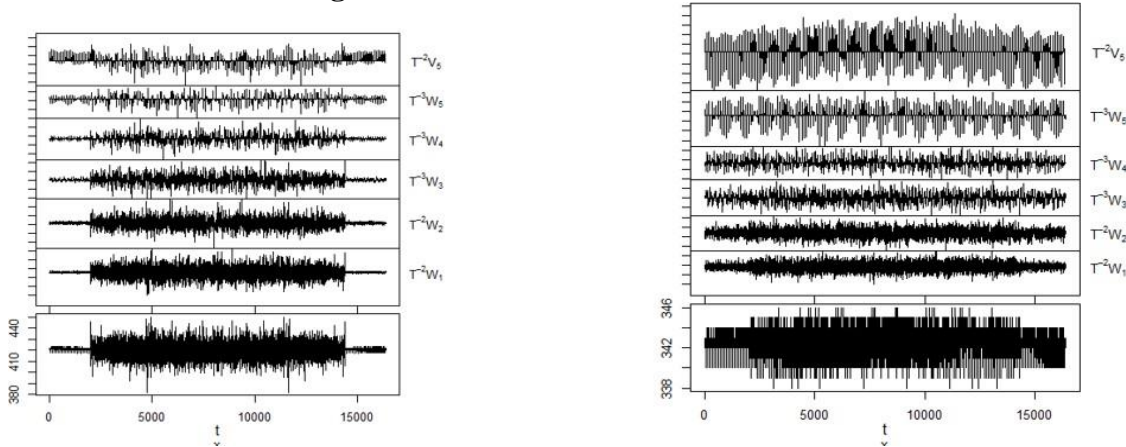 T⁻²V₅
T⁻³W₅
T⁻³W₄
T⁻³W₃
T⁻²W₂
T⁻²W₁
440
410
380
0 5000 10000 15000
t
T⁻²V₅
T⁻³W₅
T⁻³W₄
T⁻³W₃
T⁻²W₂
T⁻²W₁
346
342
338
0 5000 10000 15000
t